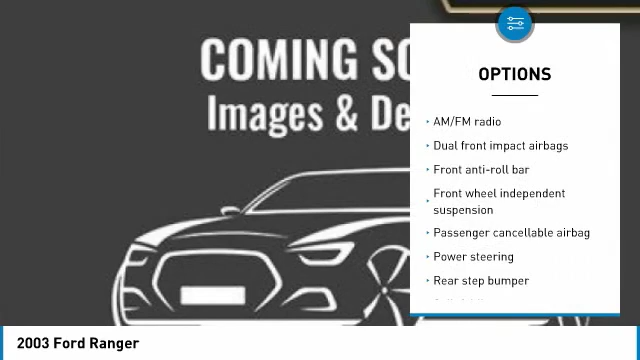 COMING SO
Images & De
OPTIONS
AM/FM radio
Dual front impact airbags
Front anti-roll bar
Front wheel independent
suspension
Passenger cancellable airbag
Power steering
Rear step bumper
2003 Ford Ranger